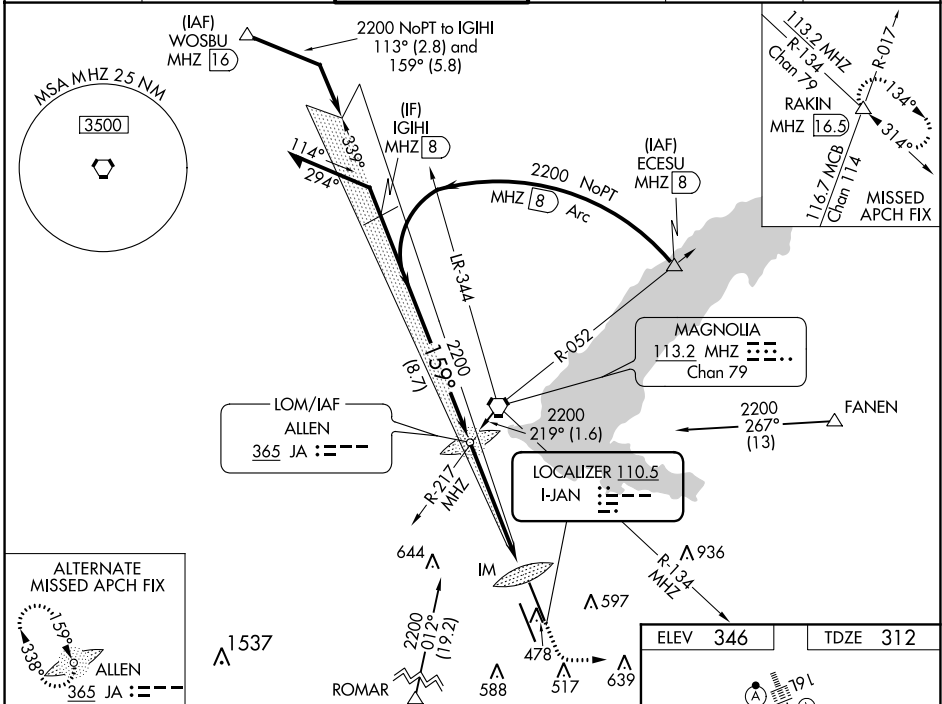 (IAF)
WOSBU
MHZ 16
2200 NoPT to IGIHI
113° (2.8) and
159° (5.8)
MSA MHZ 25 NM
3500
(IF)
IGIHI
MHZ 8
339°
114°
294°
2200 NoPT
MHZ 8 Arc
(IAF)
ECESU
MHZ 8
113.2 MHZ
R-134
Chan 79
R-017
134°
RAKIN
MHZ 16.5
314°
116.7 MCB
Chan 114
MISSED
APCH FIX
LR-344
2200
159°
(8.7)
R-052
MAGNOLIA
113.2 MHZ
Chan 79
LOM/IAF
ALLEN
365 JA
2200
219° (1.6)
2200
267°
(13)
FANEN
R-217
MHZ
LOCALIZER 110.5
I-JAN
R-134
MHZ
936
644
IM
597
ALTERNATE
MISSED APCH FIX
159°
338°
ALLEN
365 JA
1537
2200
012°
(19.2)
ROMAR
478
588
517
639
ELEV 346
TDZE 312
A
16L